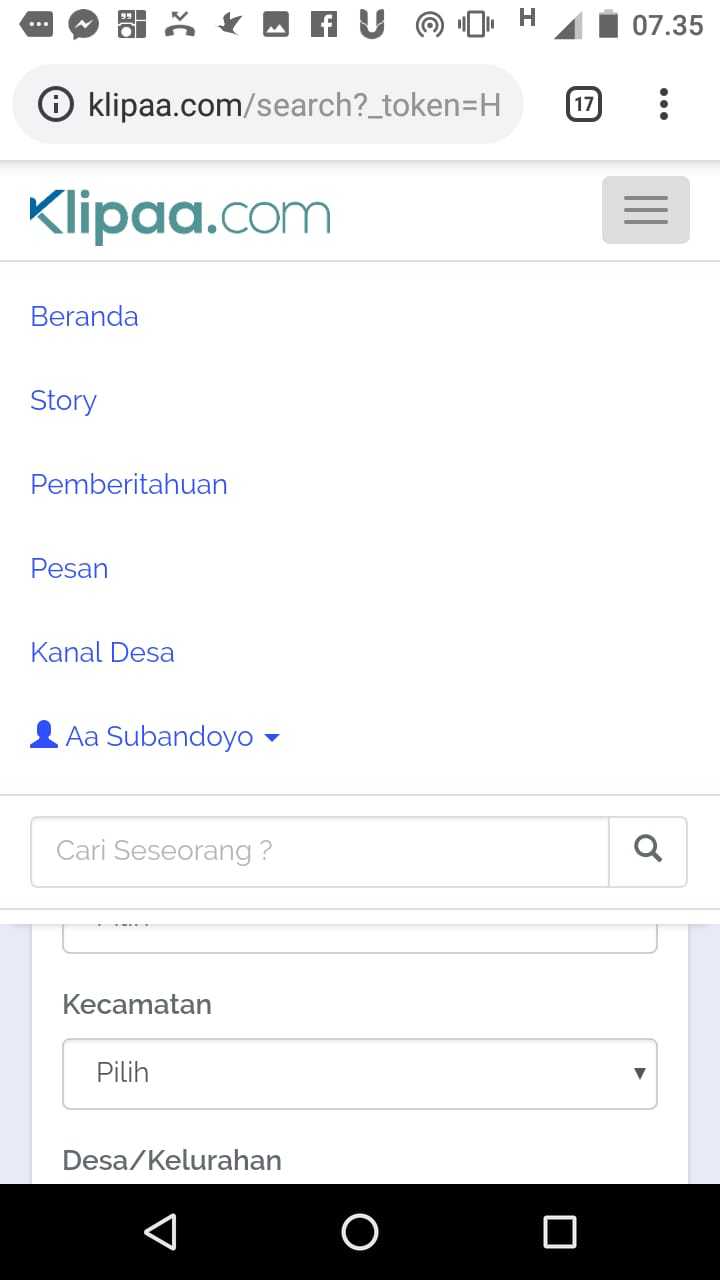 H
07.35
klipaa.com/search?_token=H
17
Klipaa.com
Beranda
Story
Pemberitahuan
Pesan
Kanal Desa
Aa Subandoyo
Cari Seseorang ?
Kecamatan
Pilih
Desa/Kelurahan